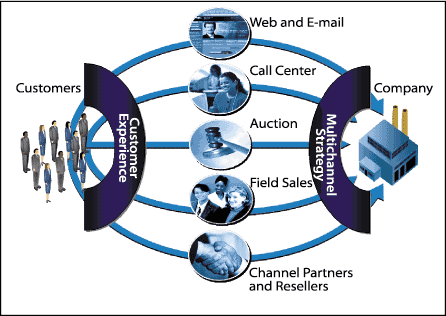 Web and E-mail
Customers
Call Center
Company
Customer
Experience
Auction
Multichannel
Strategy
Field Sales
Channel Partners
and Resellers